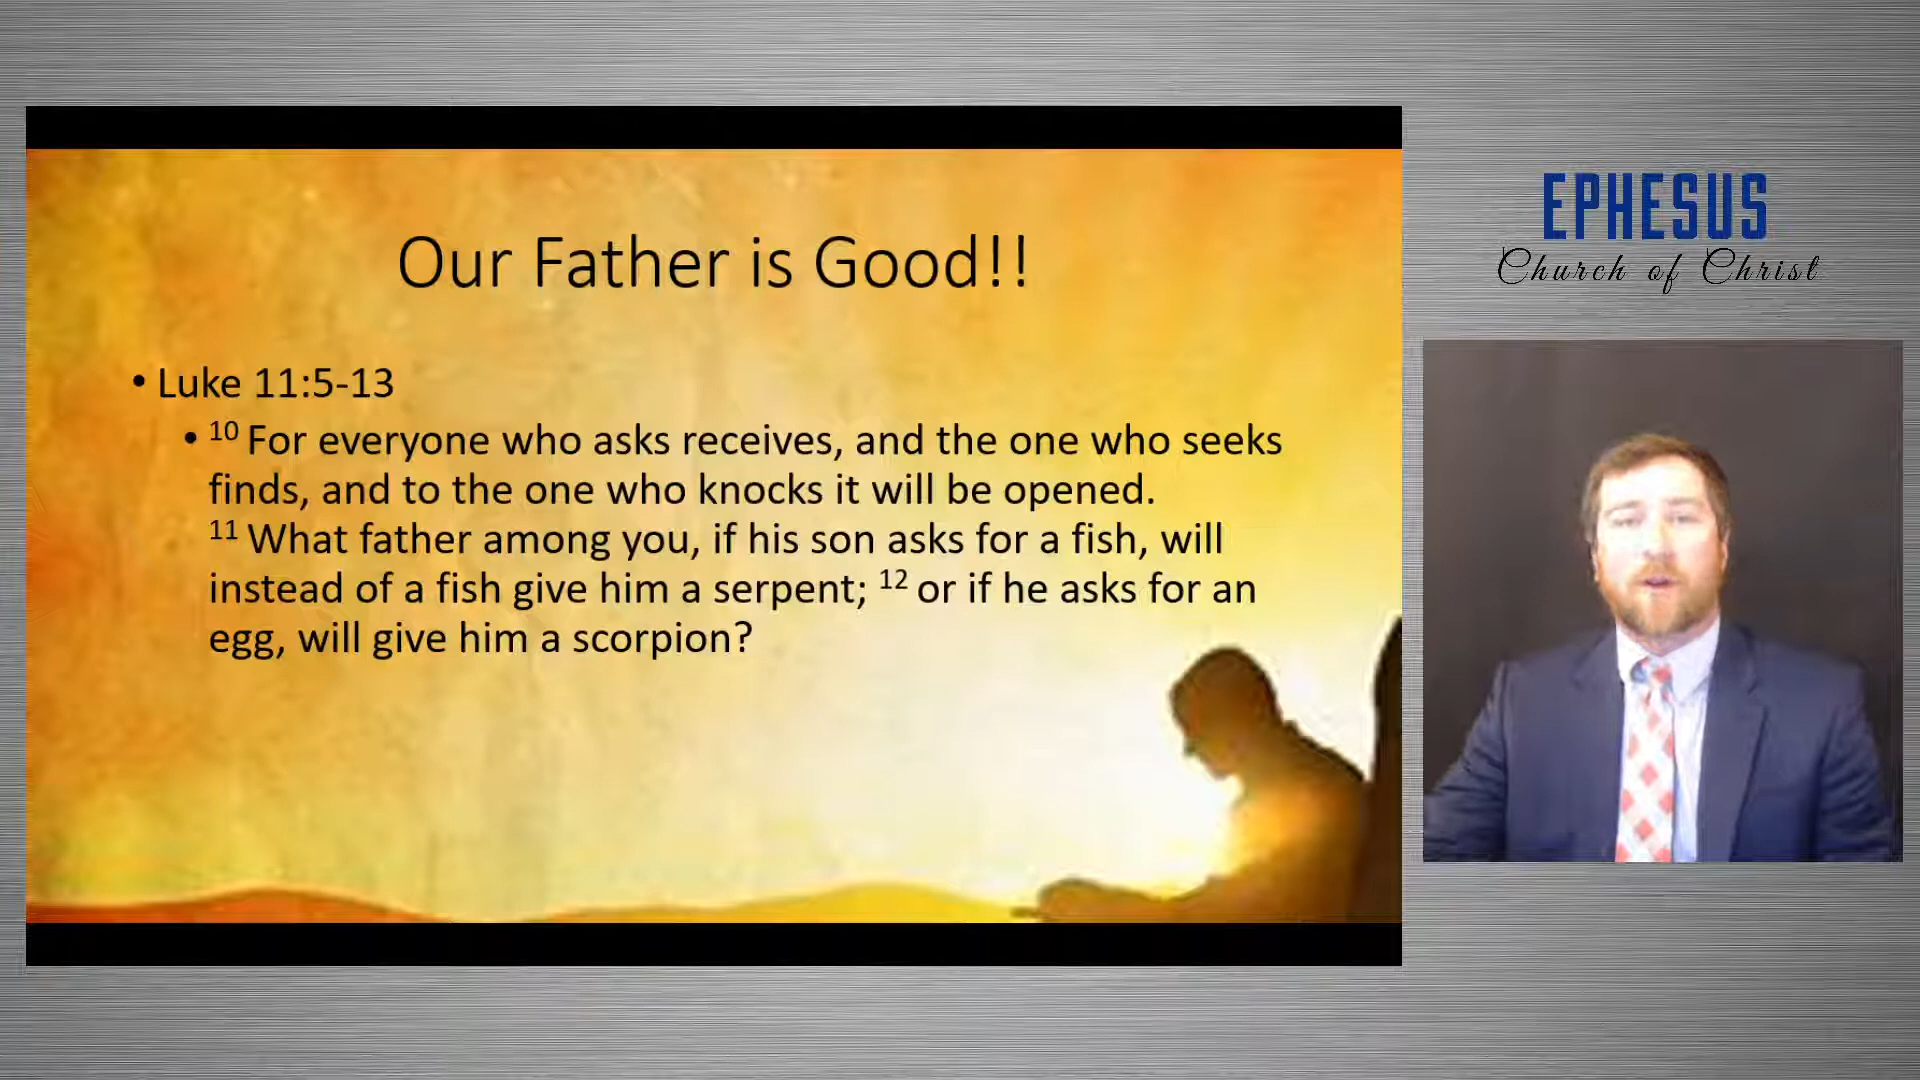 Our Father is Good!!
• Luke 11:5-13
• 10 For everyone who asks receives, and the one who seeks
finds, and to the one who knocks it will be opened.
11 What father among you, if his son asks for a fish, will
instead of a fish give him a serpent; 12 or if he asks for an
egg, will give him a scorpion?
EPHESUS
Church of Christ